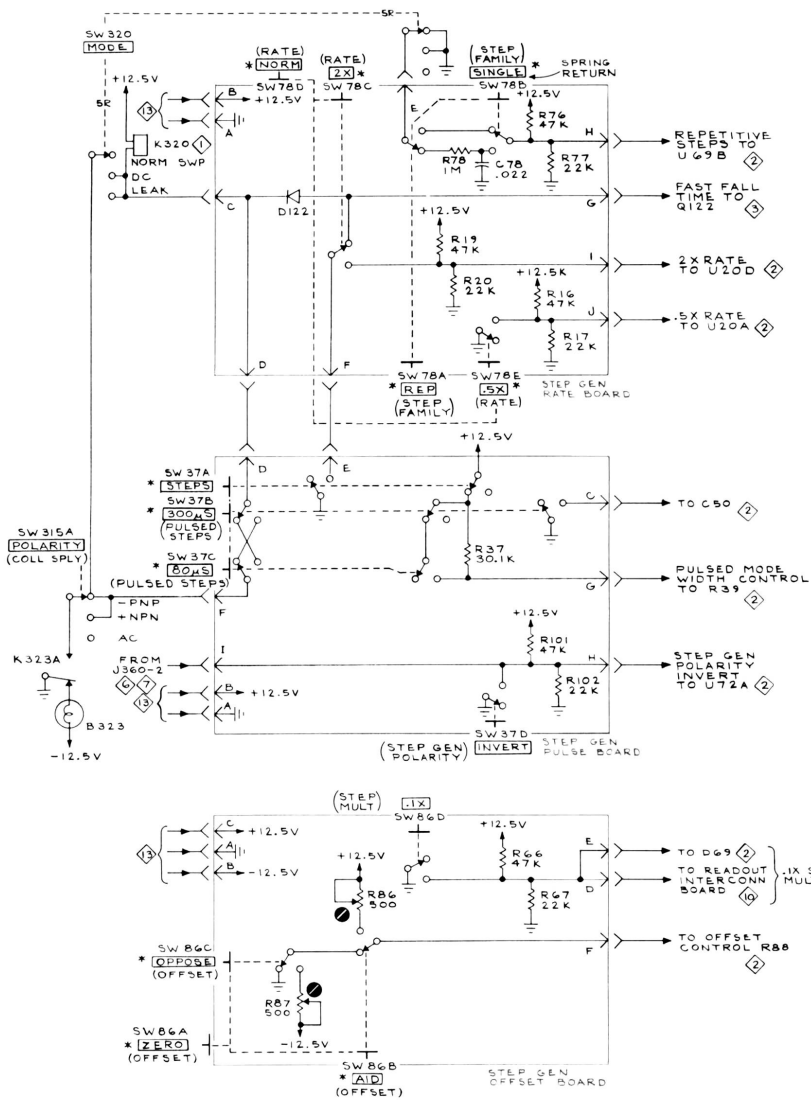 SR
SW320
MODE
+12.5V
SR
13
B
+12.5V
A
K320
1
NORM SWP
DC
LEAK
C
D122
(RATE)
* NORM
SW78D
(RATE)
2X *
SW78C
(STEP FAMILY)
SINGLE *
SW78B
SPRING
RETURN
E
+12.5V
R76
47K
H
REPETITIVE
STEPS TO
U69B
2
R78
1M
C78
.022
R77
22K
G
FAST FALL
TIME TO
Q122
3
+12.5V
R19
47K
I
2X RATE
TO U20D
2
R20
22K
+12.5K
R16
47K
J
.5X RATE
TO U20A
2
R17
22K
D
F
SW78A
* REP
(STEP FAMILY)
SW78E
.5X *
(RATE)
STEP GEN
RATE BOARD
+12.5V
D
E
SW37A
* STEPS
SW37B
* 300µS
(PULSED
STEPS)
SW37C
* 80µS
(PULSED STEPS)
C
TO C50
2
R37
30.1K
G
PULSED MODE
WIDTH CONTROL
TO R39
2
SW315A
POLARITY
(COLL SPLY)
-PNP
+NPN
AC
F
+12.5V
R101
47K
H
STEP GEN
POLARITY
INVERT
TO U72A
2
R102
22K
K323A
FROM
J360-2
6 7
I
13
B
+12.5V
A
B323
-12.5V
(STEP GEN
POLARITY)
SW37D
INVERT
STEP GEN
PULSE BOARD
(STEP MULT)
.1X
SW86D
13
C
+12.5V
A
B
-12.5V
+12.5V
R86
500
+12.5V
R66
47K
E
TO D69
2
D
TO READOUT
INTERCONN
BOARD
10
.1X S
MUL
R67
22K
F
TO OFFSET
CONTROL R88
2
SW 86C
* OPPOSE
(OFFSET)
R87
500
-12.5V
SW86A
* ZERO
(OFFSET)
SW86B
* AID
(OFFSET)
STEP GEN
OFFSET BOARD